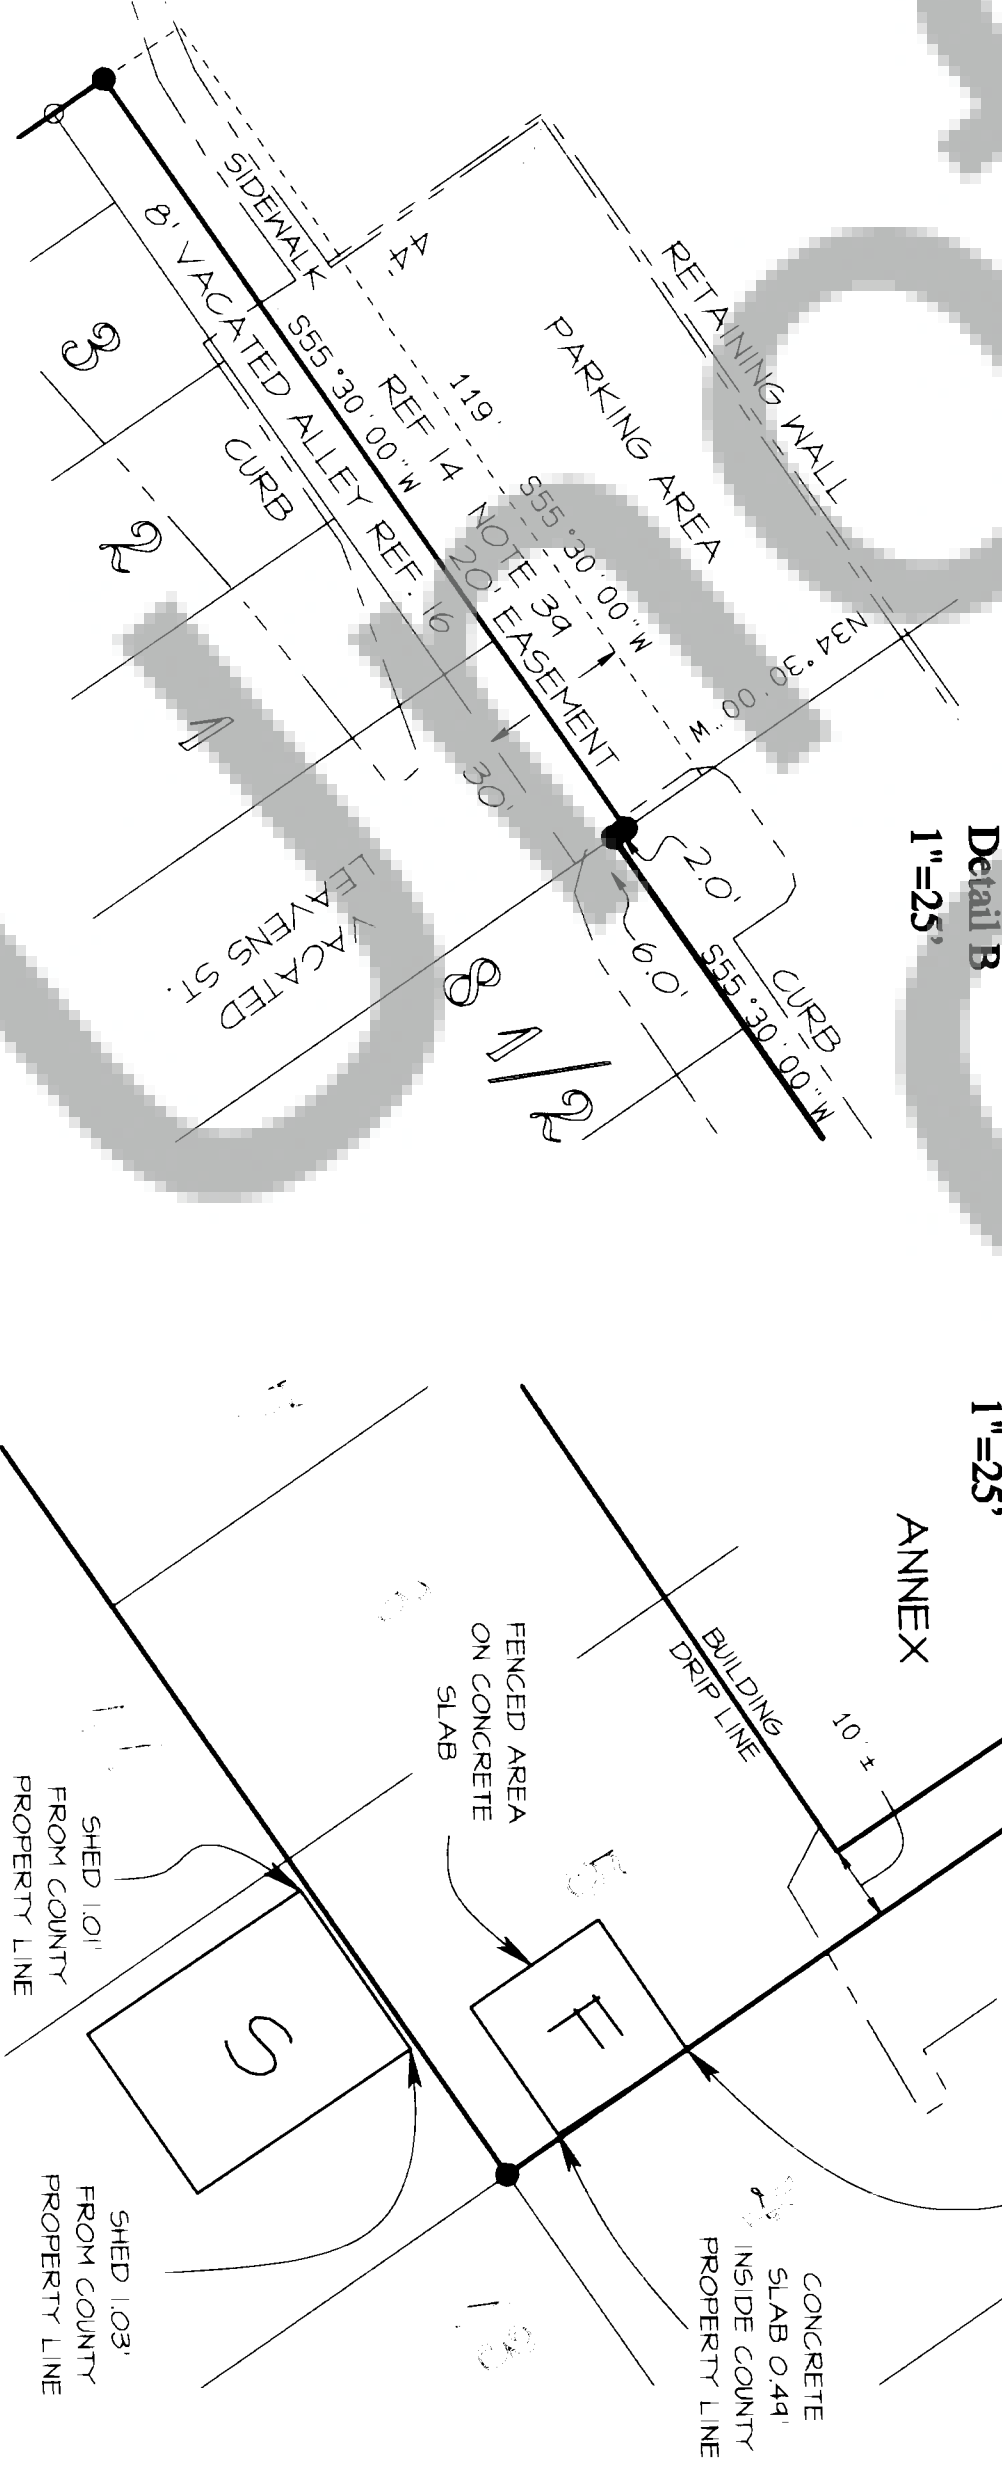 Detail B
1"=25'
RETAINING WALL
PARKING AREA
SIDEWALK
44'
119'
S55°30'00"W
N34°30'00"W
S55°30'00"W
REF 14 NOTE 39
20' EASEMENT
8' VACATED ALLEY REF. 16
30'
2.0'
6.0'
S55°30'00"W
CURB
CURB
3
2
1
8 1/2
VACATED
LEAVENS ST.
1"=25'
ANNEX
BUILDING
DRIP LINE
10'±
FENCED AREA
ON CONCRETE
SLAB
F
S
SHED 1.01'
FROM COUNTY
PROPERTY LINE
SHED 1.03'
FROM COUNTY
PROPERTY LINE
CONCRETE
SLAB 0.49'
INSIDE COUNTY
PROPERTY LINE
18